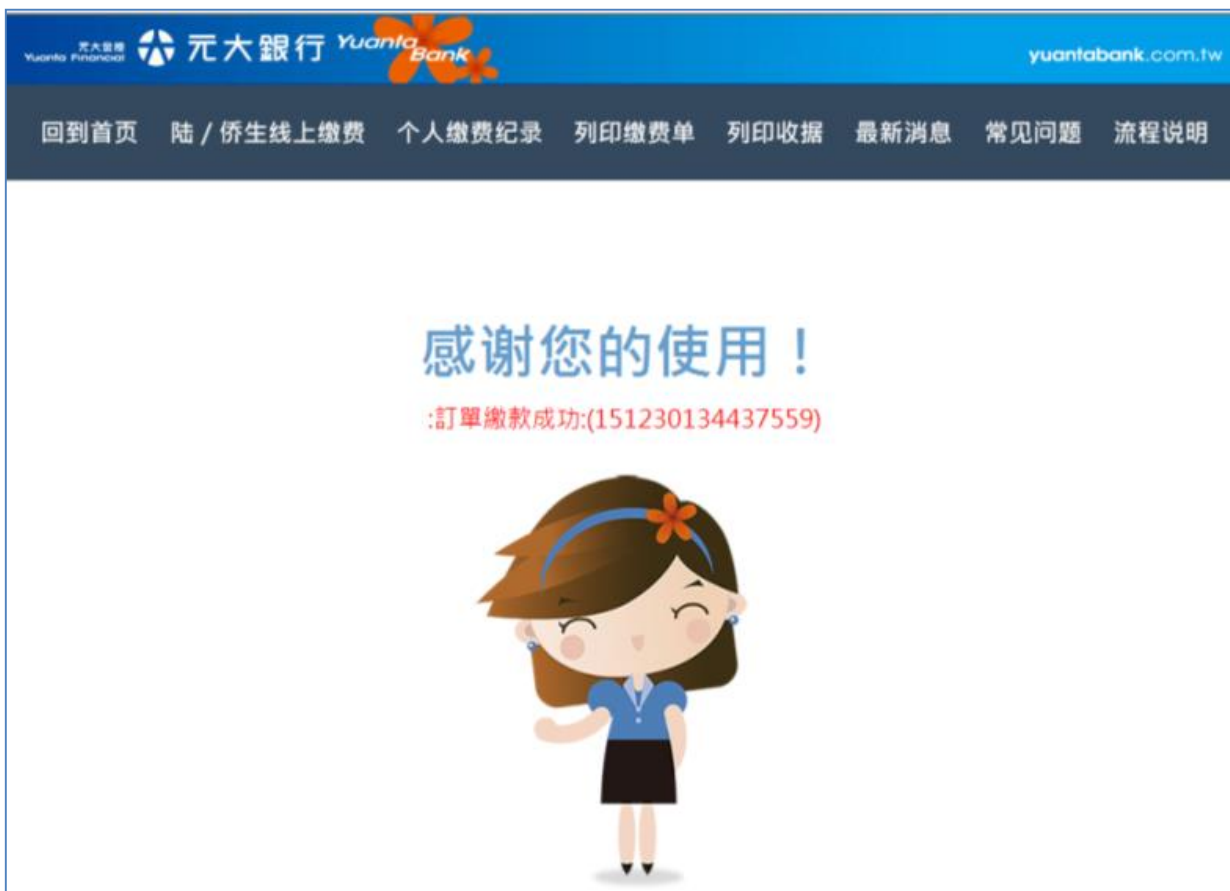 元大金控 Yuanta Financial 元大銀行 Yuanta Bank yuantabank.com.tw
回到首页 陆 / 侨生线上缴费 个人缴费纪录 列印缴费单 列印收据 最新消息 常见问题 流程说明
感谢您的使用！
:訂單繳款成功:(151230134437559)